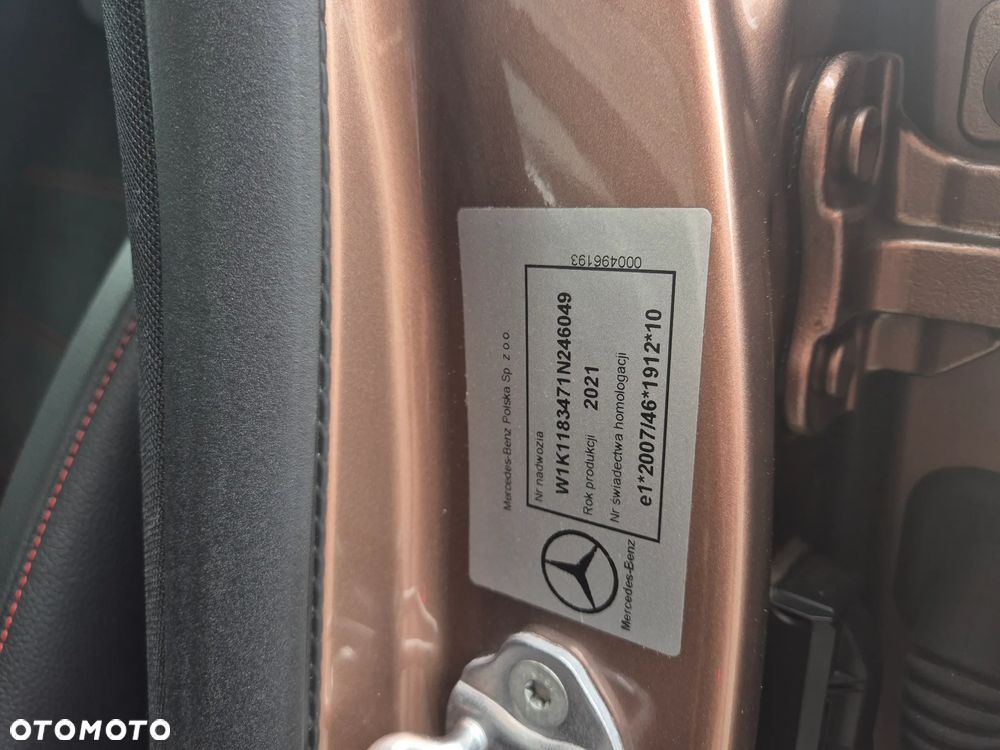 000496193
Mercedes-Benz Polska Sp. z o.o.
Nr nadwozia
W1K1183471N246049
Rok produkcji 2021
Nr świadectwa homologacji
e1*2007/46*1912*10
Mercedes-Benz
OTOMOTO